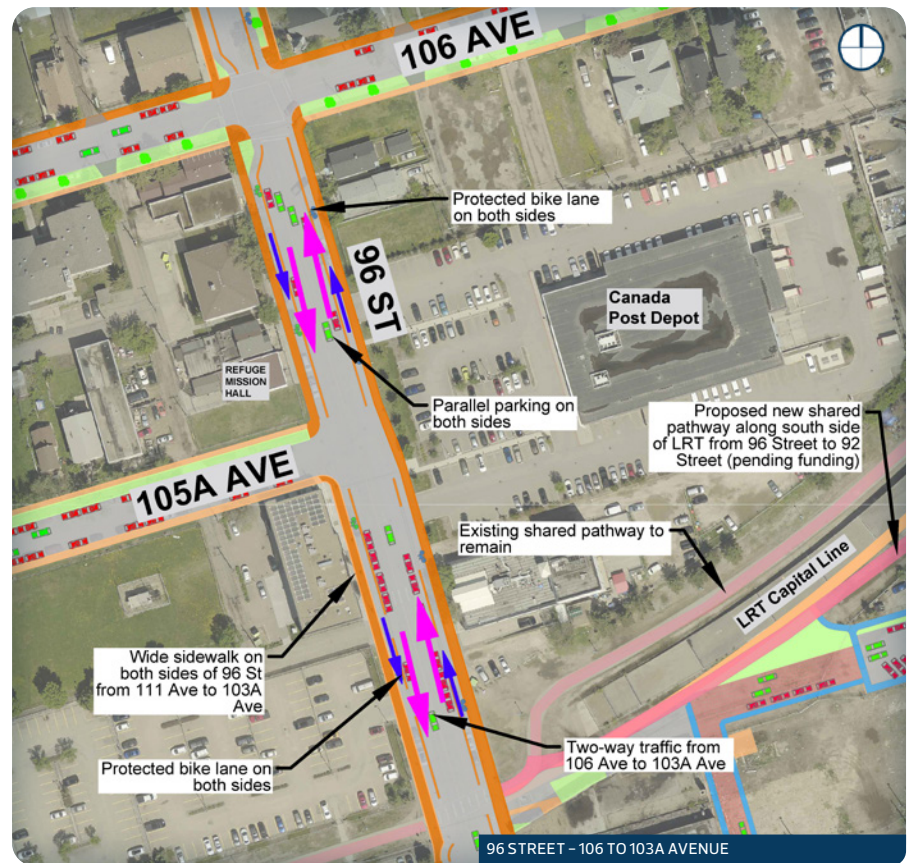 106 AVE
Protected bike lane
on both sides
96 ST
Canada
Post Depot
REFUGE
MISSION
HALL
Parallel parking on
both sides
Proposed new shared
pathway along south side
of LRT from 96 Street to 92
Street (pending funding)
105A AVE
Existing shared pathway to
remain
LRT Capital Line
Wide sidewalk on
both sides of 96 St
from 111 Ave to 103A
Ave
Two-way traffic from
106 Ave to 103A Ave
Protected bike lane on
both sides
96 STREET – 106 TO 103A AVENUE